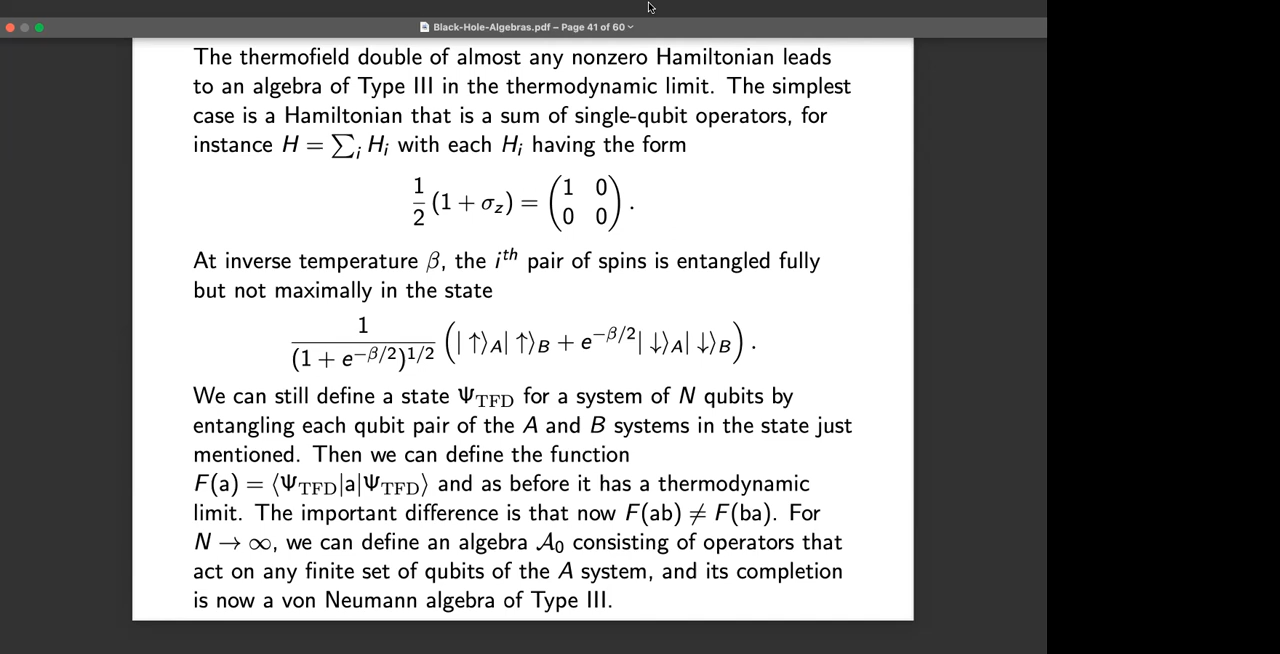 Black-Hole-Algebras.pdf – Page 41 of 60
The thermofield double of almost any nonzero Hamiltonian leads
to an algebra of Type III in the thermodynamic limit. The simplest
case is a Hamiltonian that is a sum of single-qubit operators, for
instance H = ∑ᵢ Hᵢ with each Hᵢ having the form
1/2 (1 + σ_z) = (1 0
0 0) .
At inverse temperature β, the iᵗʰ pair of spins is entangled fully
but not maximally in the state
1/(1 + e^{−β/2})^{1/2} (| ↑⟩_A| ↑⟩_B + e^{−β/2}| ↓⟩_A| ↓⟩_B) .
We can still define a state Ψ_TFD for a system of N qubits by
entangling each qubit pair of the A and B systems in the state just
mentioned. Then we can define the function
F(a) = ⟨Ψ_TFD|a|Ψ_TFD⟩ and as before it has a thermodynamic
limit. The important difference is that now F(ab) ≠ F(ba). For
N → ∞, we can define an algebra 𝒜₀ consisting of operators that
act on any finite set of qubits of the A system, and its completion
is now a von Neumann algebra of Type III.